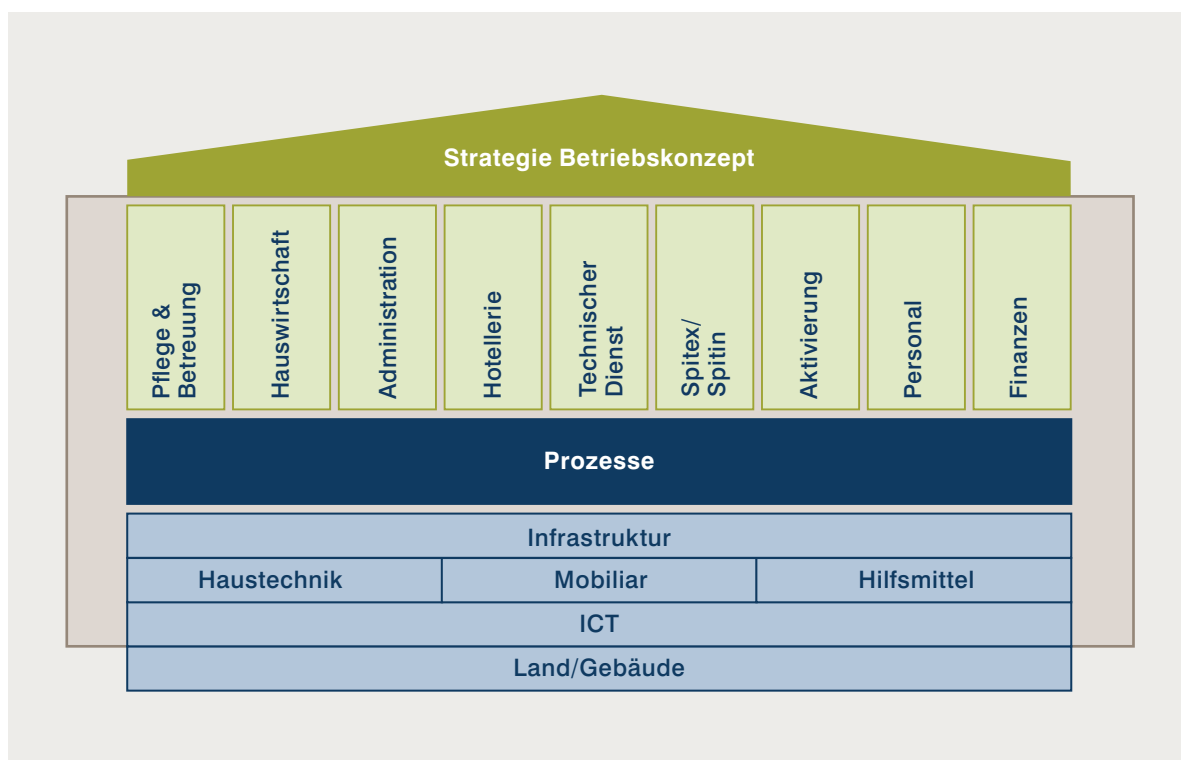 Strategie Betriebskonzept
Pflege &
Betreuung
Hauswirtschaft
Administration
Hotellerie
Technischer
Dienst
Spitex/
Spitin
Aktivierung
Personal
Finanzen
Prozesse
Infrastruktur
Haustechnik
Mobiliar
Hilfsmittel
ICT
Land/Gebäude